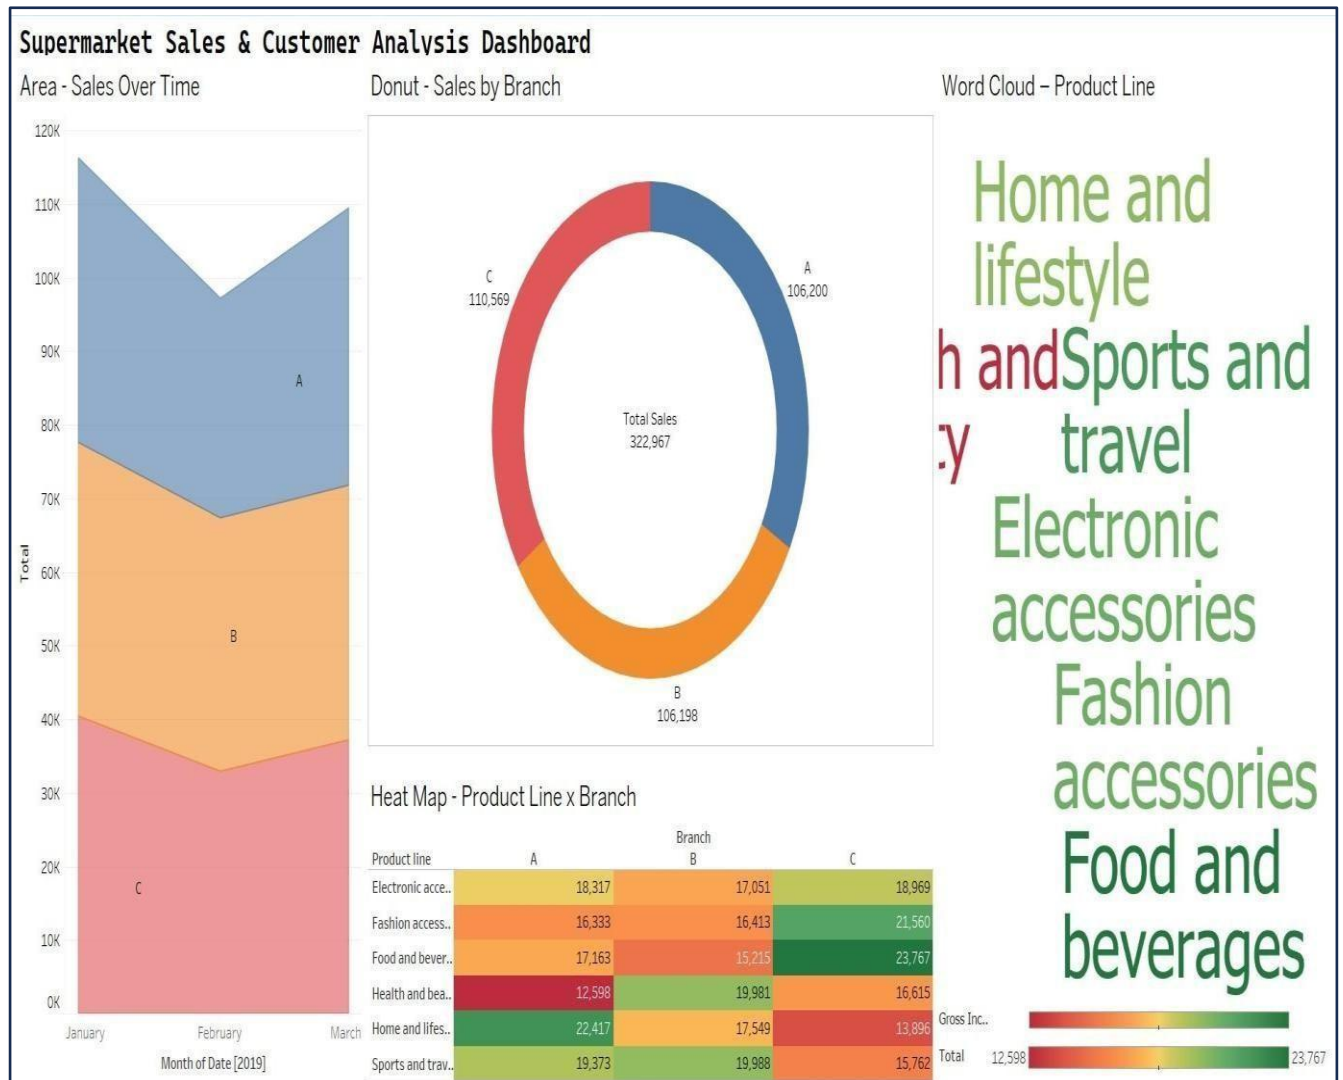 Supermarket Sales & Customer Analysis Dashboard
Area - Sales Over Time
120K
110K
100K
90K
80K
70K
60K
50K
40K
30K
20K
10K
0K
Total
A
B
C
January February March
Month of Date [2019]
Donut - Sales by Branch
C
110,569
A
106,200
Total Sales
322,967
B
106,198
Heat Map - Product Line x Branch
Branch
Product line A B C
Electronic acce.. 18,317 17,051 18,969
Fashion access.. 16,333 16,413 21,560
Food and bever.. 17,163 15,215 23,767
Health and bea.. 12,598 19,981 16,615
Home and lifes.. 22,417 17,549 13,896
Sports and trav.. 19,373 19,988 15,762
Word Cloud – Product Line
Home and
lifestyle
h and
y
Sports and
travel
Electronic
accessories
Fashion
accessories
Food and
beverages
Gross Inc..
Total 12,598 23,767